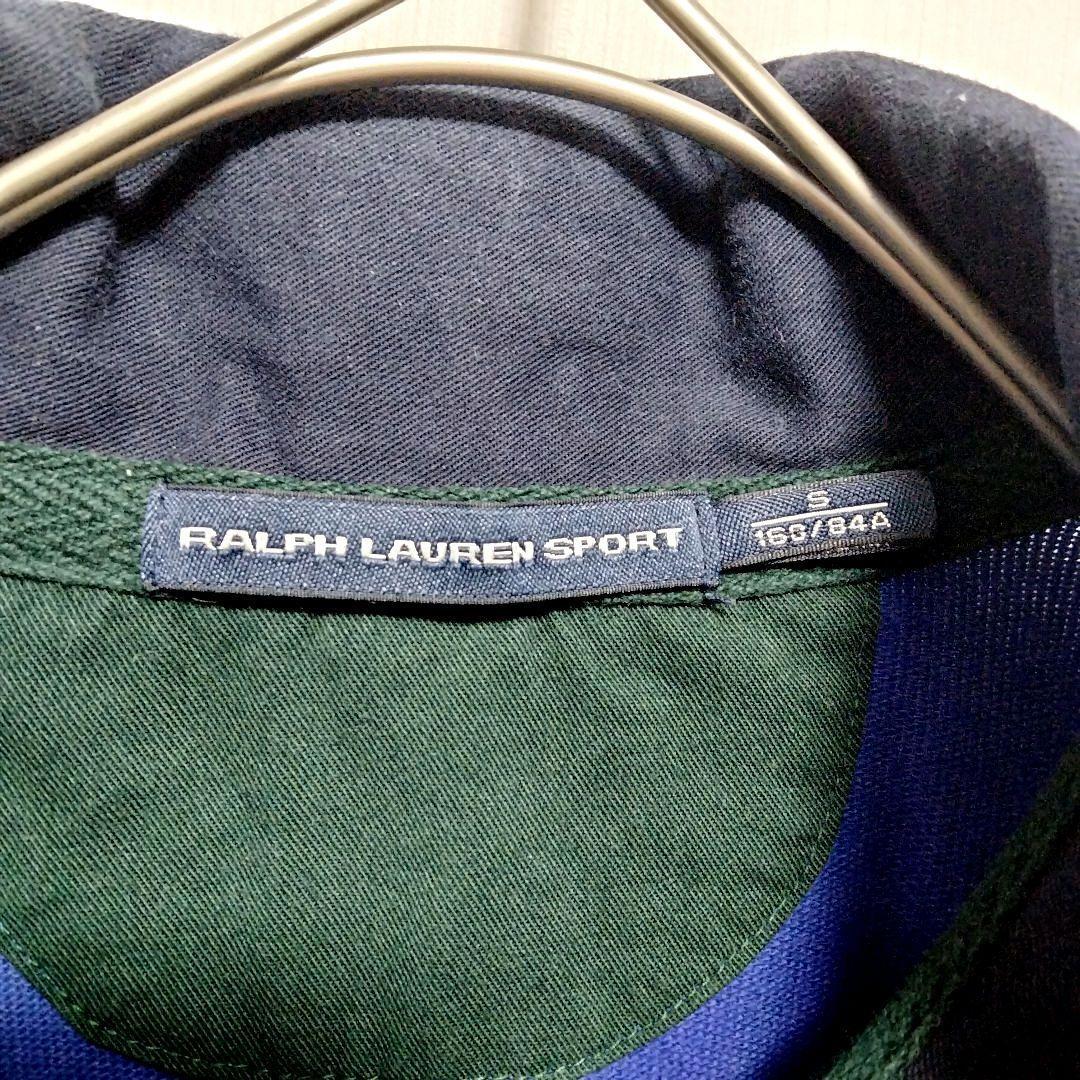 RALPH LAUREN SPORT
S
160/84A